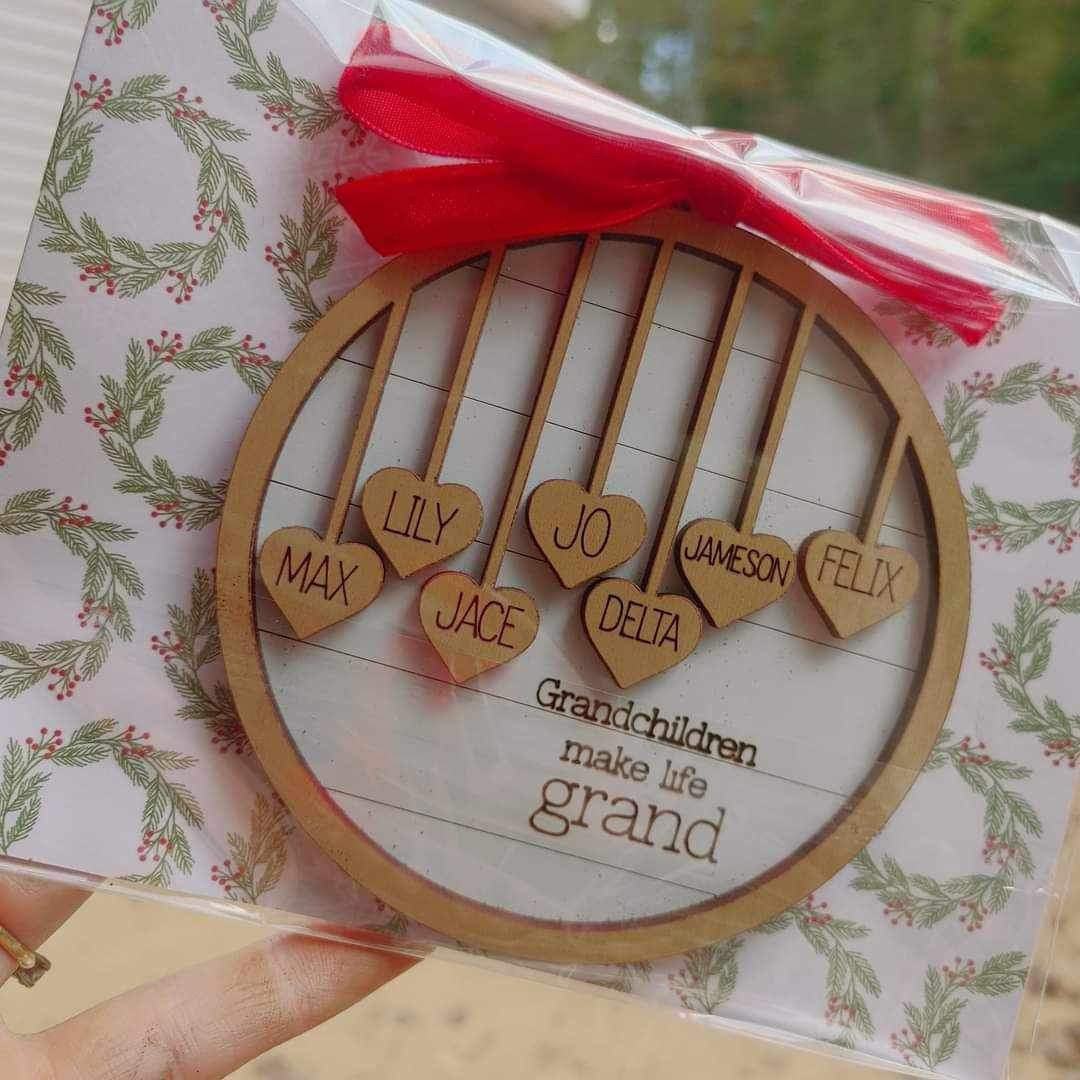 MAX
LILY
JACE
JO
DELTA
JAMESON
FELIX
Grandchildren
make life
grand